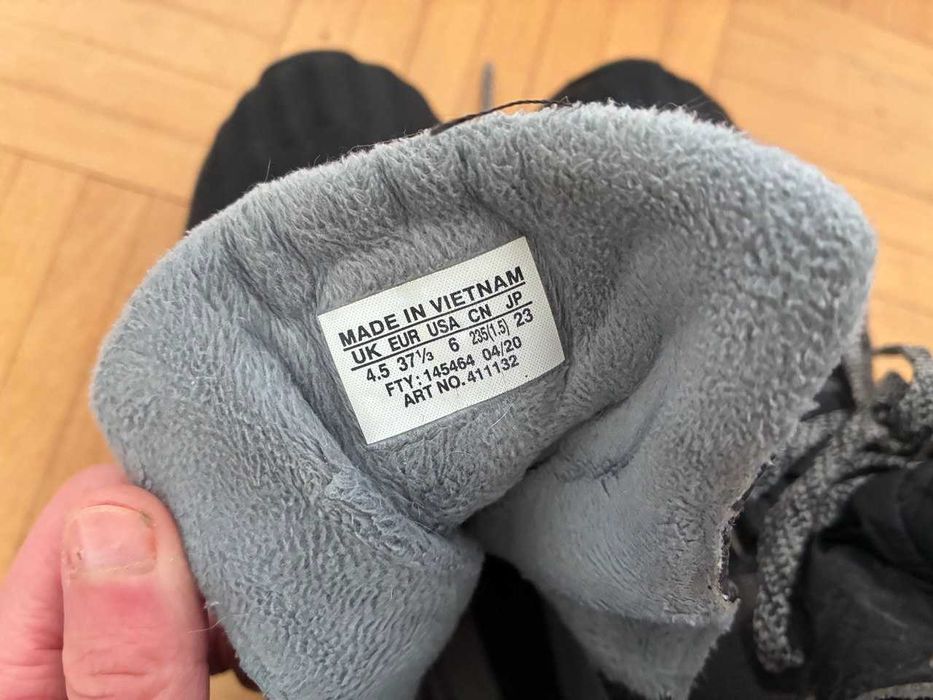 MADE IN VIETNAM
UK EUR USA CN JP
4.5 37⅓ 6 235(1.5) 23
FTY: 145464 04/20
ART NO. 411132